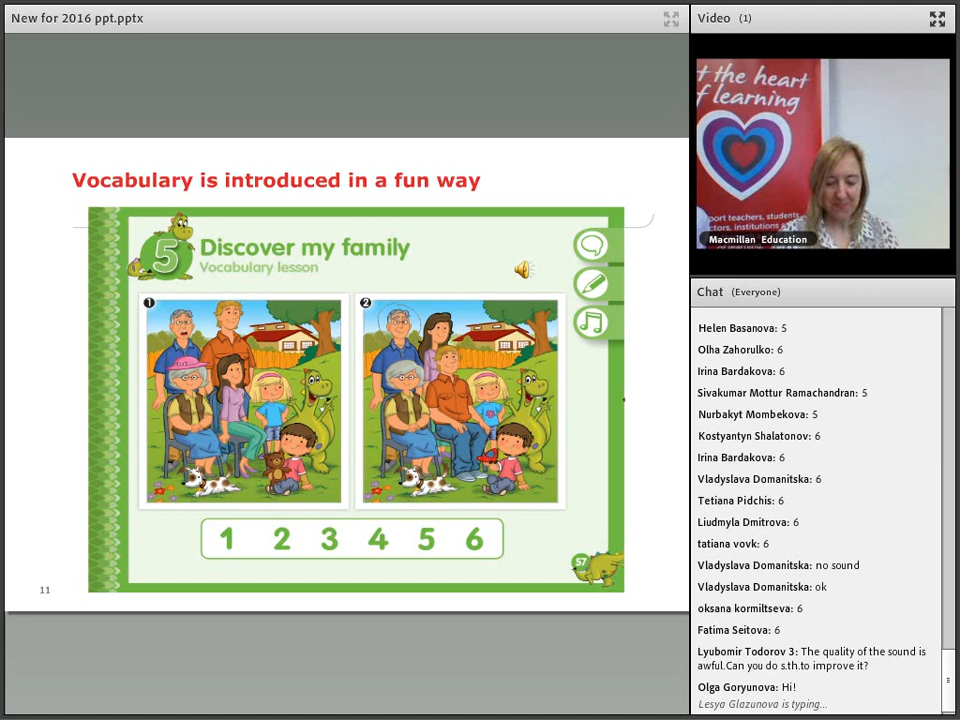 New for 2016 ppt.pptx
Vocabulary is introduced in a fun way
5
Discover my family
Vocabulary lesson
1
2
1 2 3 4 5 6
57
11
Video (1)
t the heart
f learning
port teachers, students,
ctors, institutions
Macmillan Education
Chat (Everyone)
Helen Basanova: 5
Olha Zahorulko: 6
Irina Bardakova: 6
Sivakumar Mottur Ramachandran: 5
Nurbakyt Mombekova: 5
Kostyantyn Shalatonov: 6
Irina Bardakova: 6
Vladyslava Domanitska: 6
Tetiana Pidchis: 6
Liudmyla Dmitrova: 6
tatiana vovk: 6
Vladyslava Domanitska: no sound
Vladyslava Domanitska: ok
oksana kormiltseva: 6
Fatima Seitova: 6
Lyubomir Todorov 3: The quality of the sound is
awful.Can you do s.th.to improve it?
Olga Goryunova: Hi!
Lesya Glazunova is typing...